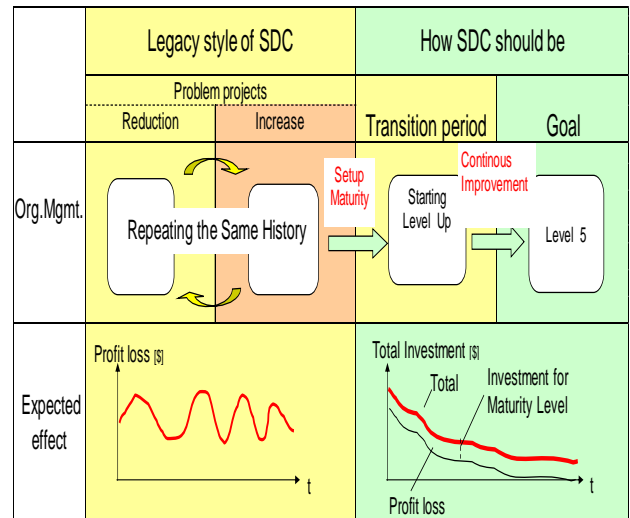 Legacy style of SDC
How SDC should be
Problem projects
Reduction
Increase
Transition period
Goal
Org.Mgmt.
Repeating the Same History
Setup
Maturity
Starting
Level Up
Continous
Improvement
Level 5
Expected
effect
Profit loss [$]
t
Total Investment [$]
Total
Investment for
Maturity Level
Profit loss
t